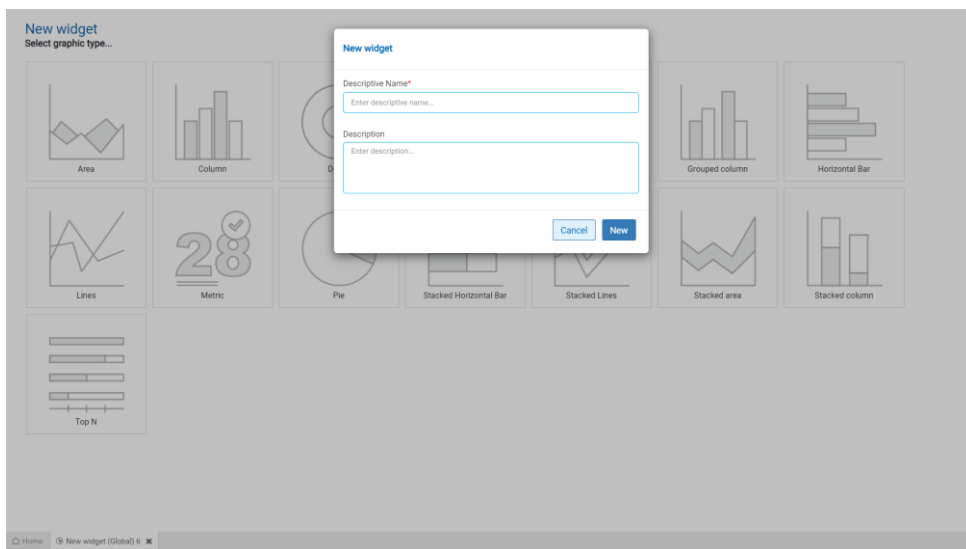 New widget
Select graphic type...
New widget
Descriptive Name*
Enter descriptive name...
Description
Enter description...
Cancel
New
Area
Column
Grouped column
Horizontal Bar
28
Lines
Metric
Pie
Stacked Horizontal Bar
Stacked Lines
Stacked area
Stacked column
Top N
Home
New widget (Global) 6